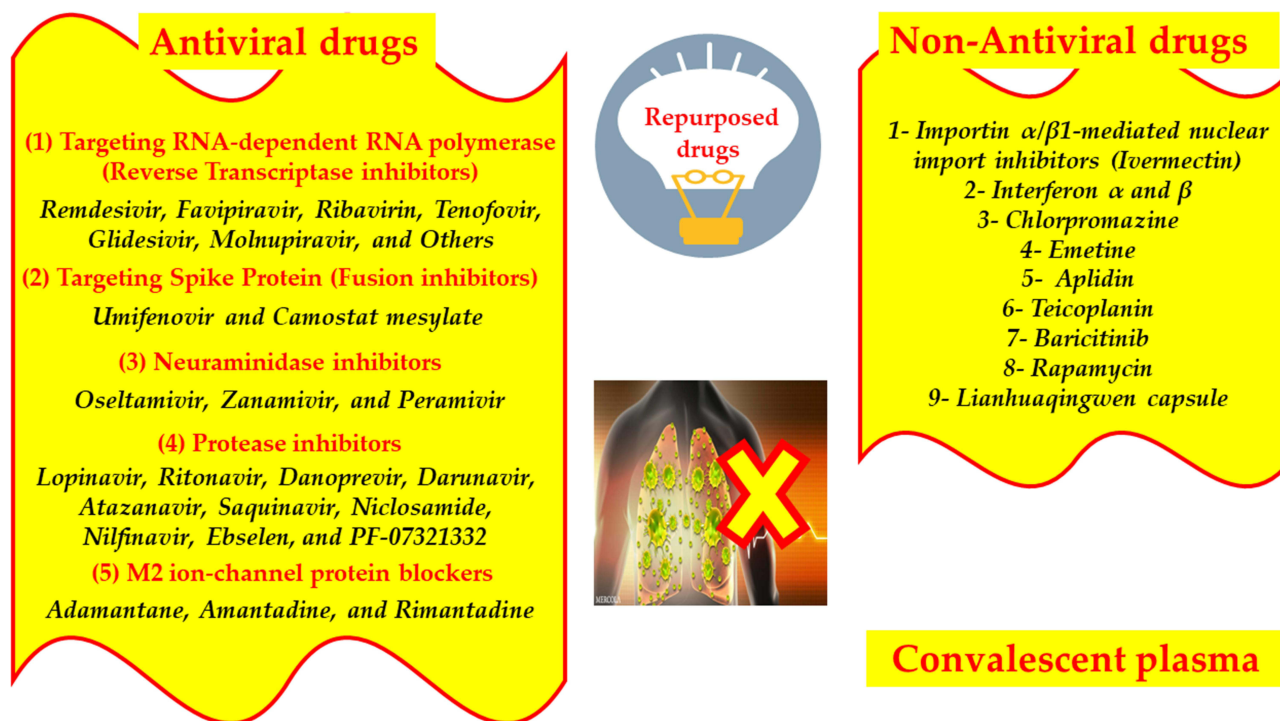 Antiviral drugs
(1) Targeting RNA-dependent RNA polymerase
(Reverse Transcriptase inhibitors)
Remdesivir, Favipiravir, Ribavirin, Tenofovir,
Glidesivir, Molnupiravir, and Others
(2) Targeting Spike Protein (Fusion inhibitors)
Umifenovir and Camostat mesylate
(3) Neuraminidase inhibitors
Oseltamivir, Zanamivir, and Peramivir
(4) Protease inhibitors
Lopinavir, Ritonavir, Danoprevir, Darunavir,
Atazanavir, Saquinavir, Niclosamide,
Nilfinavir, Ebselen, and PF-07321332
(5) M2 ion-channel protein blockers
Adamantane, Amantadine, and Rimantadine
Repurposed
drugs
MERCOLA
Non-Antiviral drugs
1- Importin α/β1-mediated nuclear
import inhibitors (Ivermectin)
2- Interferon α and β
3- Chlorpromazine
4- Emetine
5- Aplidin
6- Teicoplanin
7- Baricitinib
8- Rapamycin
9- Lianhuaqingwen capsule
Convalescent plasma